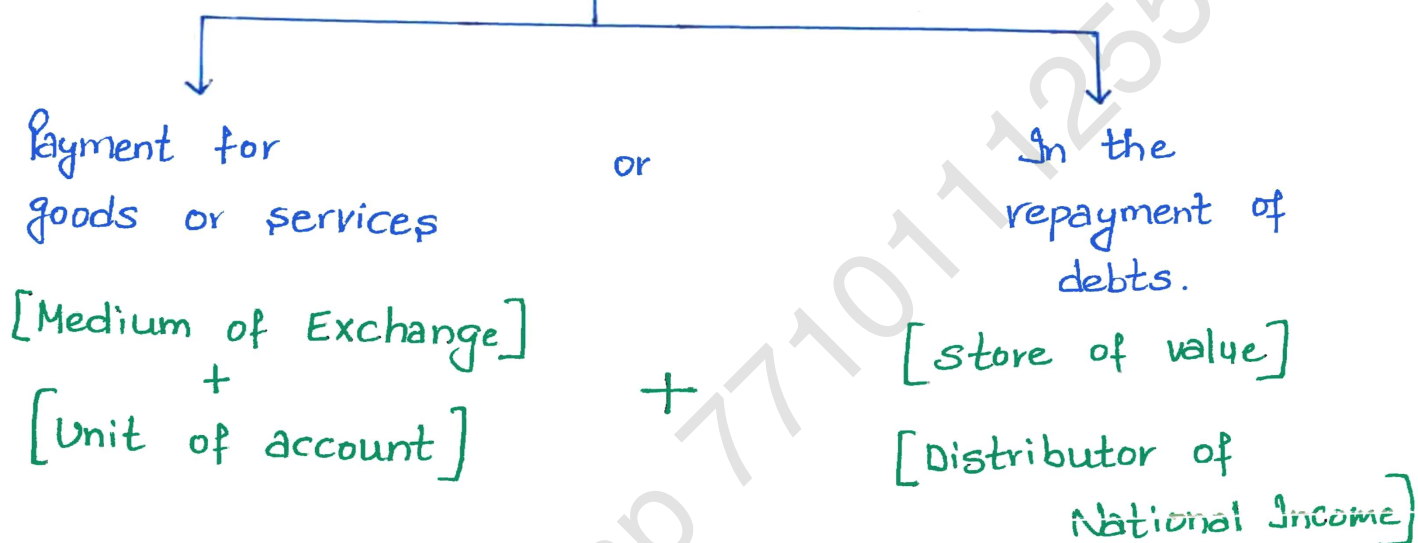 Payment for
goods or services
or
In the
repayment of
debts.
[Medium of Exchange]
+
[Unit of account]
+
[store of value]
[Distributor of
National Income]
p 7710111255